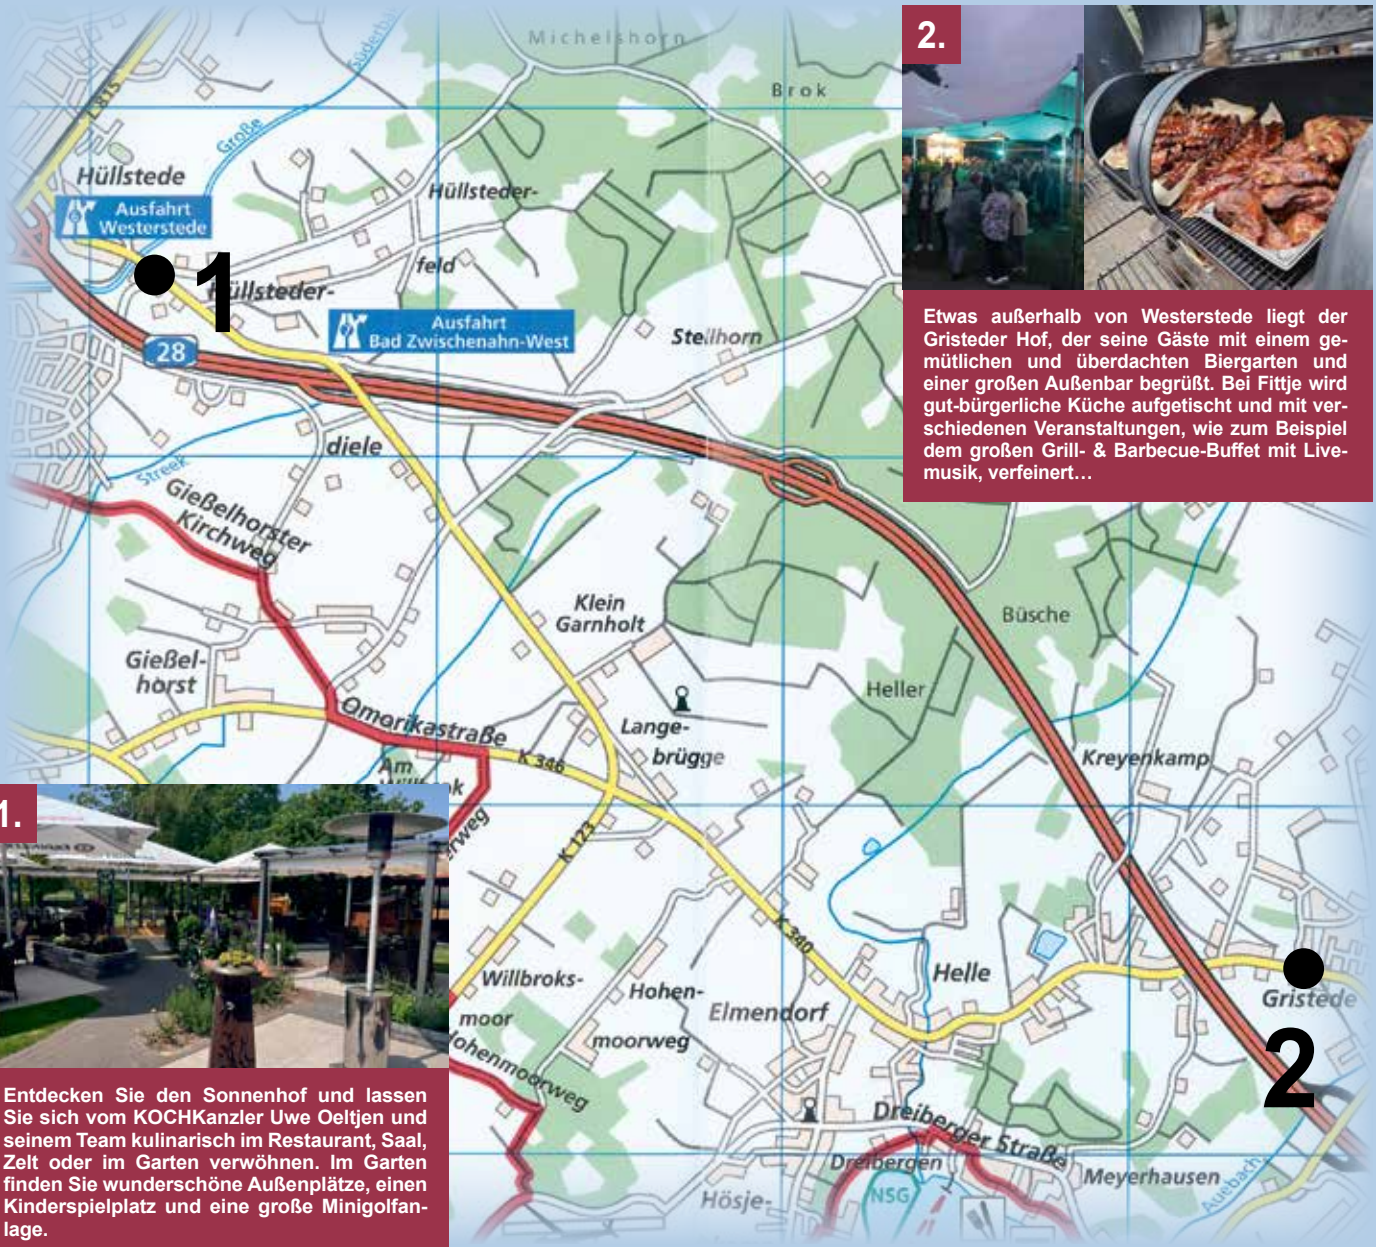 Michelshorn
Brok
L 815
Süderbäke
Große
Hüllstede
Ausfahrt
Westerstede
1
Hüllsteder-
feld
Hüllsteder-
28
Ausfahrt
Bad Zwischenahn-West
Steilhorn
diele
Streek
Gießelhorster
Kirchweg
Gießel-
horst
Klein
Garnholt
Büsche
Heller
Omorikastraße
Am
K 346
Lange-
brügge
Kreyenkamp
K 123
K 340
Willbroks-
moor
Hohen-
moorweg
Hohenmoorweg
Elmendorf
Helle
Gristede
2
Dreiberger Straße
Dreibergen
NSG
Hösje-
Meyerhausen
Auebach
2.
Etwas außerhalb von Westerstede liegt der
Gristeder Hof, der seine Gäste mit einem ge-
mütlichen und überdachten Biergarten und
einer großen Außenbar begrüßt. Bei Fittje wird
gut-bürgerliche Küche aufgetischt und mit ver-
schiedenen Veranstaltungen, wie zum Beispiel
dem großen Grill- & Barbecue-Buffet mit Live-
musik, verfeinert…
1.
Entdecken Sie den Sonnenhof und lassen
Sie sich vom KOCHKanzler Uwe Oeltjen und
seinem Team kulinarisch im Restaurant, Saal,
Zelt oder im Garten verwöhnen. Im Garten
finden Sie wunderschöne Außenplätze, einen
Kinderspielplatz und eine große Minigolfan-
lage.